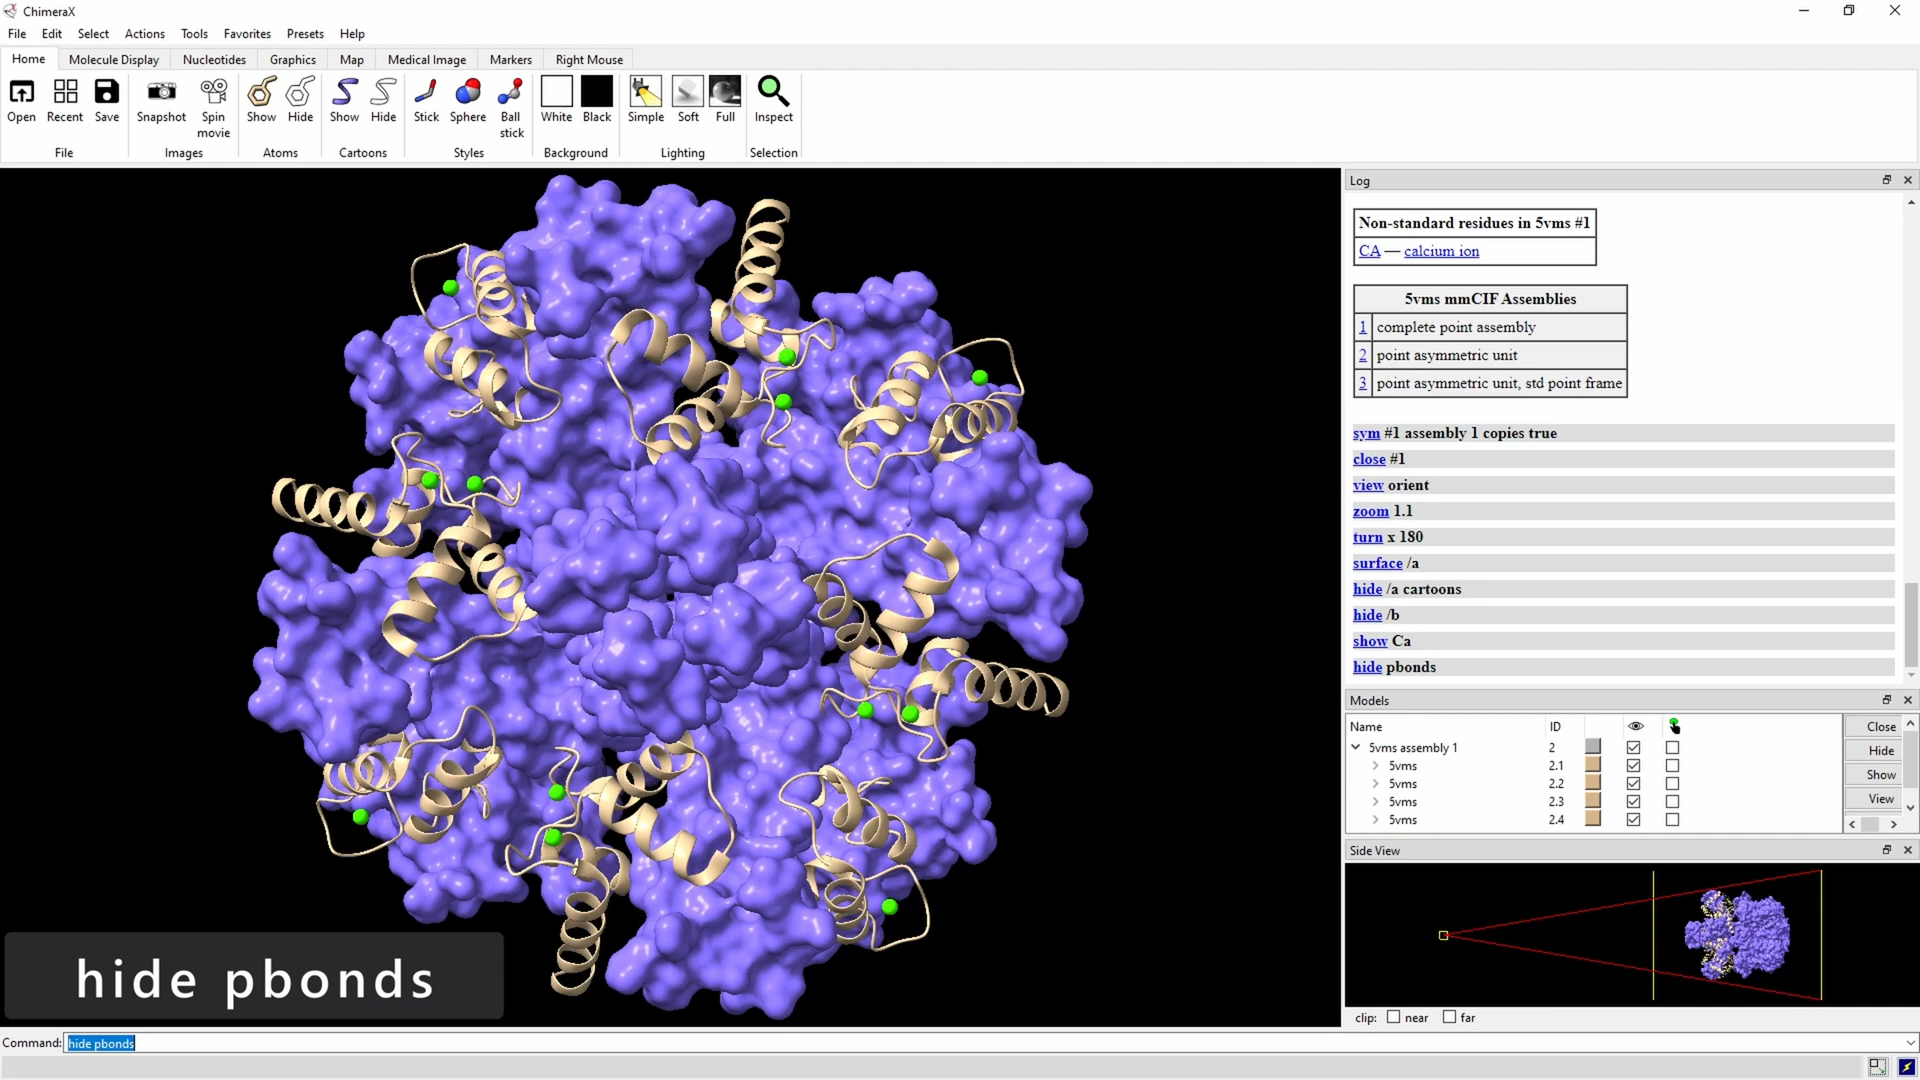 ChimeraX
File Edit Select Actions Tools Favorites Presets Help
Home Molecule Display Nucleotides Graphics Map Medical Image Markers Right Mouse
Open Recent Save Snapshot Spin movie Show Hide Show Hide Stick Sphere Ball stick White Black Simple Soft Full Inspect
File Images Atoms Cartoons Styles Background Lighting Selection
Log
Non-standard residues in 5vms #1
CA — calcium ion
5vms mmCIF Assemblies
1 complete point assembly
2 point asymmetric unit
3 point asymmetric unit, std point frame
sym #1 assembly 1 copies true
close #1
view orient
zoom 1.1
turn x 180
surface /a
hide /a cartoons
hide /b
show Ca
hide pbonds
Models
Name ID
5vms assembly 1 2
5vms 2.1
5vms 2.2
5vms 2.3
5vms 2.4
Close
Hide
Show
View
Side View
clip: near far
hide pbonds
Command: hide pbonds